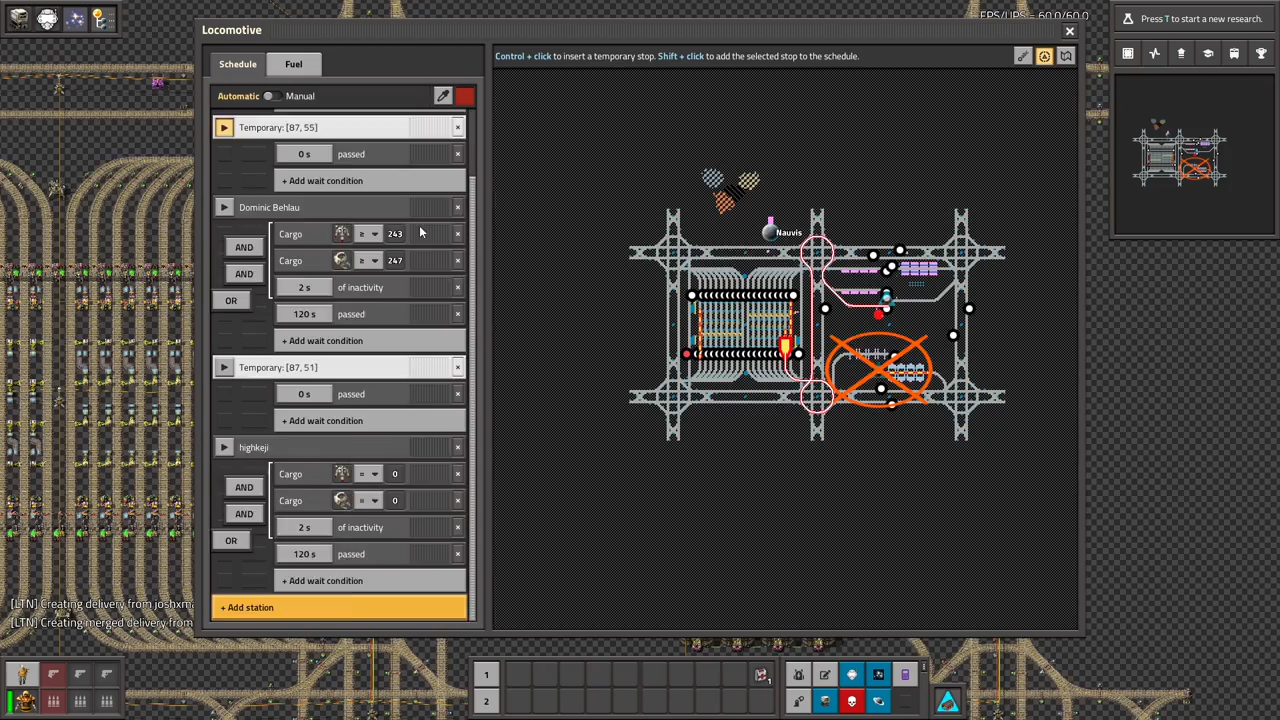 FPS/UPS = 60.0/60.0
Press T to start a new research.
Locomotive
Schedule
Fuel
Control + click to insert a temporary stop. Shift + click to add the selected stop to the schedule.
Automatic
Manual
Temporary: [87, 55]
0 s passed
+ Add wait condition
Dominic Behlau
Cargo ≥ 243
AND
Cargo ≥ 247
AND
2 s of inactivity
OR
120 s passed
+ Add wait condition
Temporary: [87, 51]
0 s passed
+ Add wait condition
highkeji
Cargo = 0
AND
Cargo = 0
AND
2 s of inactivity
OR
120 s passed
+ Add wait condition
+ Add station
Nauvis
[LTN] Creating delivery from joshxma
[LTN] Creating merged delivery from
1
2
1